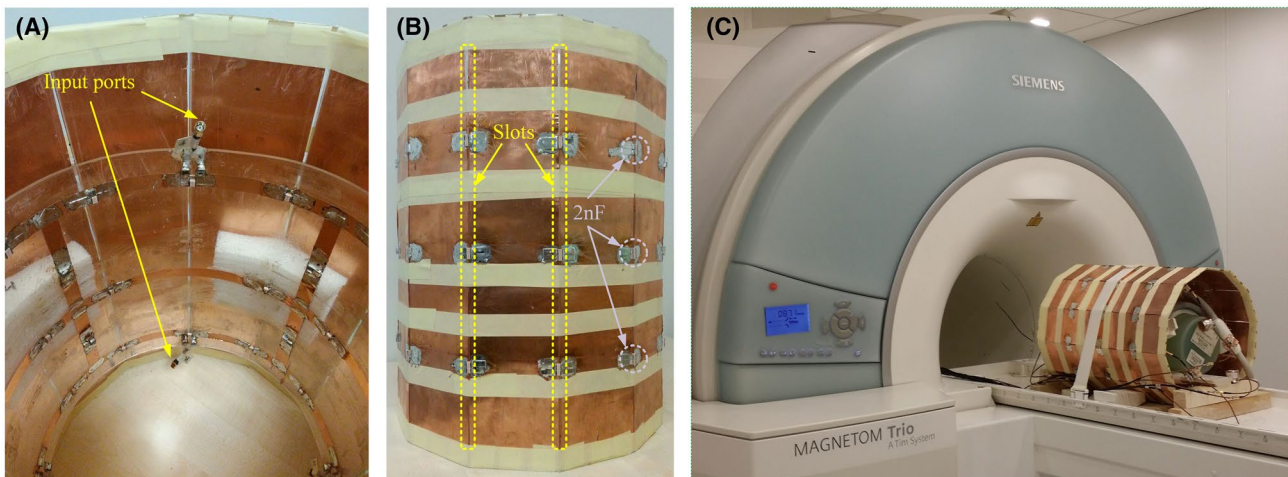 (A)
Input ports
(B)
Slots
2nF
(C)
SIEMENS
MAGNETOM Trio
A Tim System